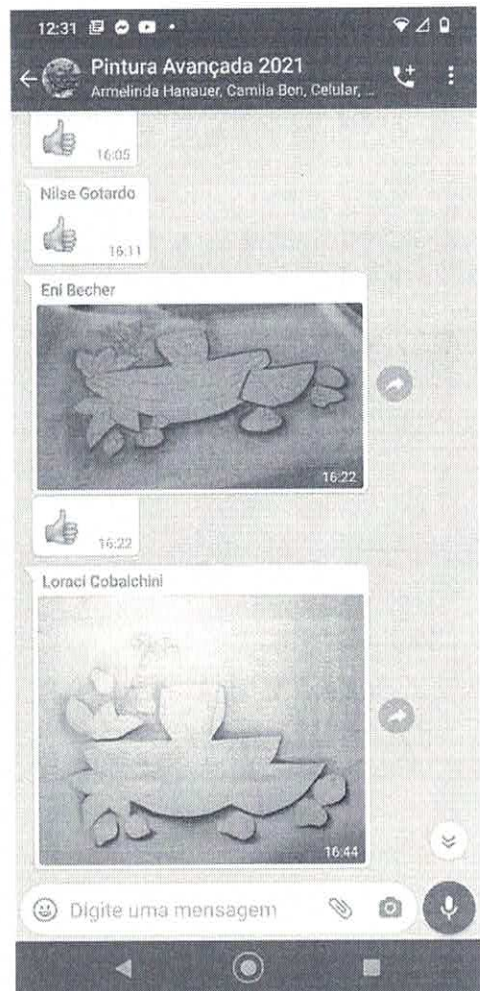 12:31
Pintura Avançada 2021
Armelinda Hanauer, Camila Bon, Celular, ...
16:05
Nilse Gotardo
16:11
Eni Becher
16:22
16:22
Loraci Cobalchini
16:44
Digite uma mensagem